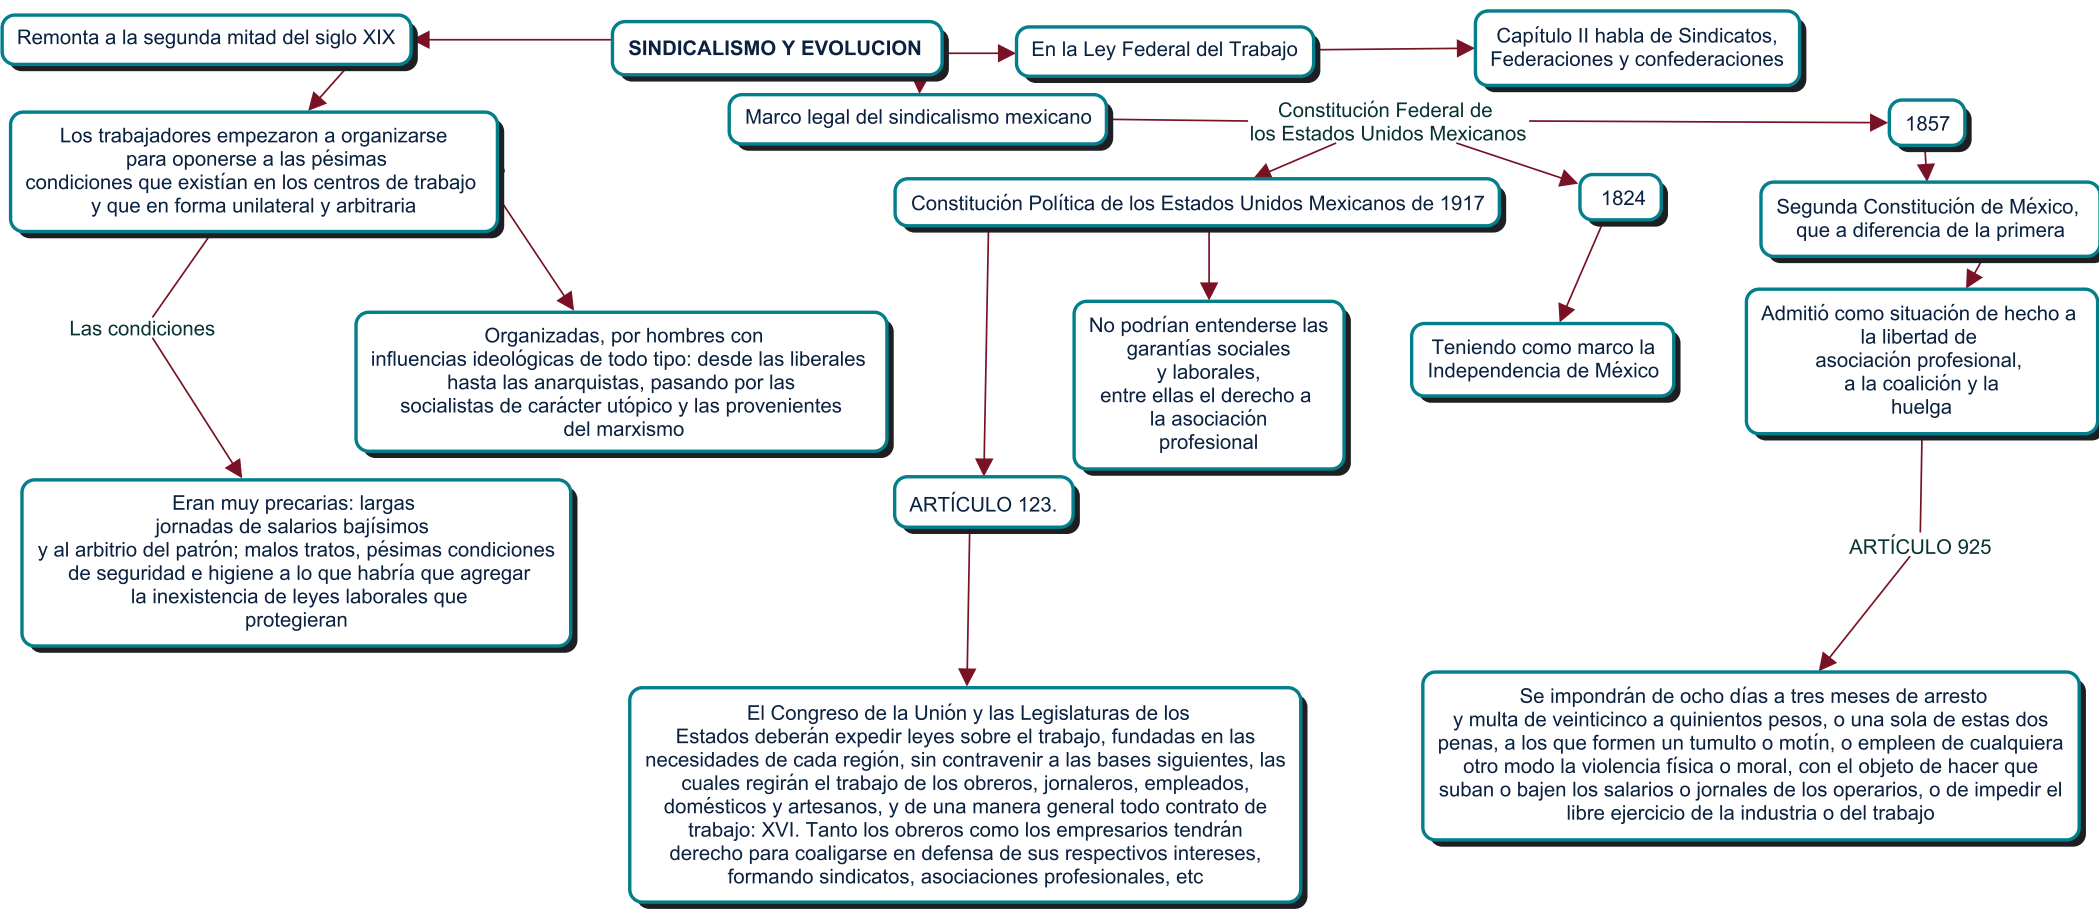 Remonta a la segunda mitad del siglo XIX
SINDICALISMO Y EVOLUCION
En la Ley Federal del Trabajo
Capítulo II habla de Sindicatos,
Federaciones y confederaciones
Marco legal del sindicalismo mexicano
Constitución Federal de
los Estados Unidos Mexicanos
1857
Los trabajadores empezaron a organizarse
para oponerse a las pésimas
condiciones que existían en los centros de trabajo
y que en forma unilateral y arbitraria
Constitución Política de los Estados Unidos Mexicanos de 1917
1824
Segunda Constitución de México,
que a diferencia de la primera
Las condiciones
Organizadas, por hombres con
influencias ideológicas de todo tipo: desde las liberales
hasta las anarquistas, pasando por las
socialistas de carácter utópico y las provenientes
del marxismo
No podrían entenderse las
garantías sociales
y laborales,
entre ellas el derecho a
la asociación
profesional
Teniendo como marco la
Independencia de México
Admitió como situación de hecho a
la libertad de
asociación profesional,
a la coalición y la
huelga
Eran muy precarias: largas
jornadas de salarios bajísimos
y al arbitrio del patrón; malos tratos, pésimas condiciones
de seguridad e higiene a lo que habría que agregar
la inexistencia de leyes laborales que
protegieran
ARTÍCULO 123.
ARTÍCULO 925
El Congreso de la Unión y las Legislaturas de los
Estados deberán expedir leyes sobre el trabajo, fundadas en las
necesidades de cada región, sin contravenir a las bases siguientes, las
cuales regirán el trabajo de los obreros, jornaleros, empleados,
domésticos y artesanos, y de una manera general todo contrato de
trabajo: XVI. Tanto los obreros como los empresarios tendrán
derecho para coaligarse en defensa de sus respectivos intereses,
formando sindicatos, asociaciones profesionales, etc
Se impondrán de ocho días a tres meses de arresto
y multa de veinticinco a quinientos pesos, o una sola de estas dos
penas, a los que formen un tumulto o motín, o empleen de cualquiera
otro modo la violencia física o moral, con el objeto de hacer que
suban o bajen los salarios o jornales de los operarios, o de impedir el
libre ejercicio de la industria o del trabajo